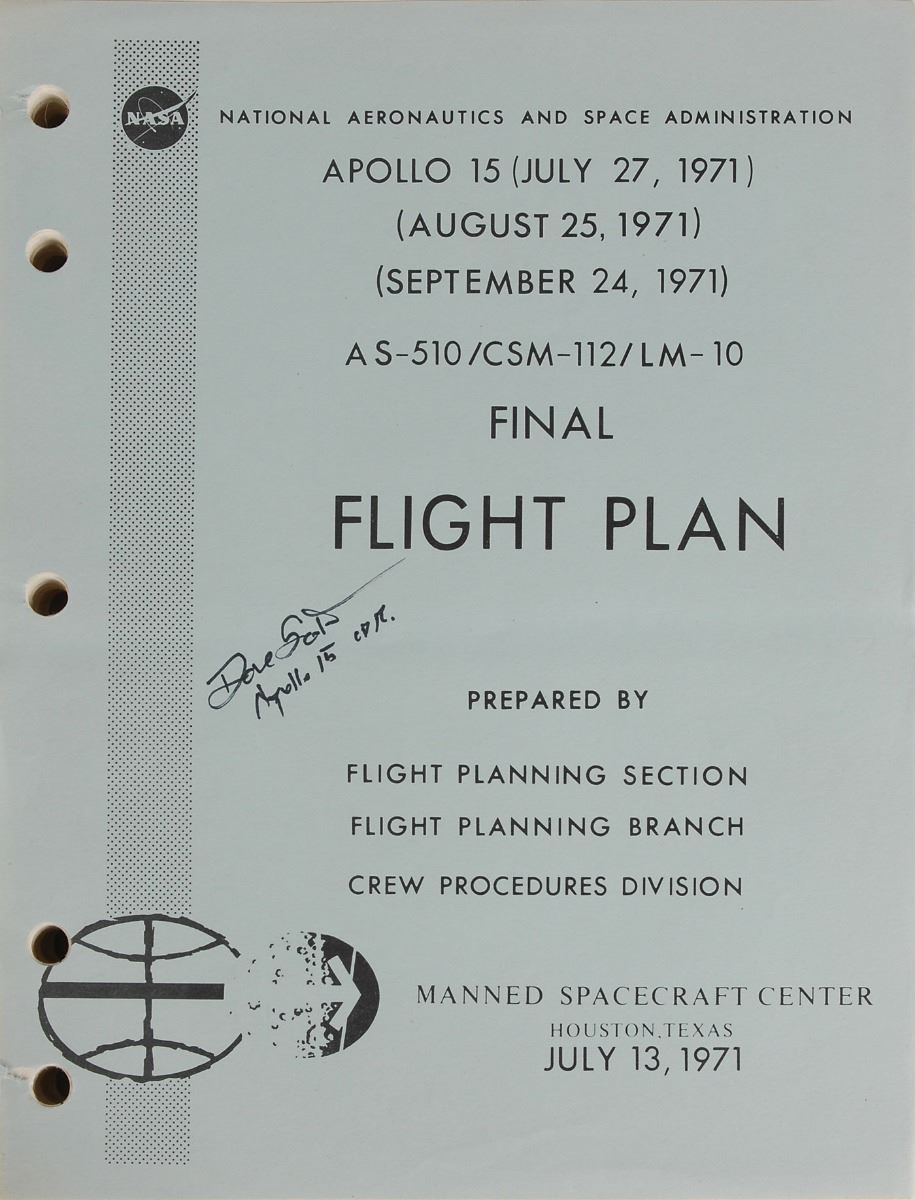 NASA
NATIONAL AERONAUTICS AND SPACE ADMINISTRATION
APOLLO 15 (JULY 27, 1971)
(AUGUST 25, 1971)
(SEPTEMBER 24, 1971)
AS-510/CSM-112/LM-10
FINAL
FLIGHT PLAN
Dave Scott
Apollo 15 CDR.
PREPARED BY
FLIGHT PLANNING SECTION
FLIGHT PLANNING BRANCH
CREW PROCEDURES DIVISION
MANNED SPACECRAFT CENTER
HOUSTON, TEXAS
JULY 13, 1971